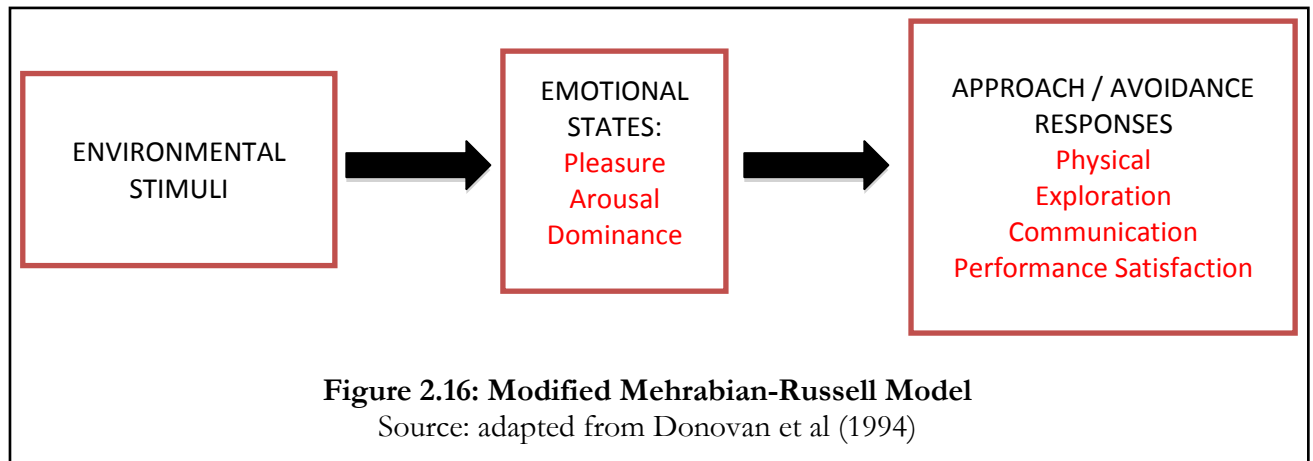 ENVIRONMENTAL
STIMULI
EMOTIONAL
STATES:
Pleasure
Arousal
Dominance
APPROACH / AVOIDANCE
RESPONSES
Physical
Exploration
Communication
Performance Satisfaction
Figure 2.16: Modified Mehrabian-Russell Model
Source: adapted from Donovan et al (1994)